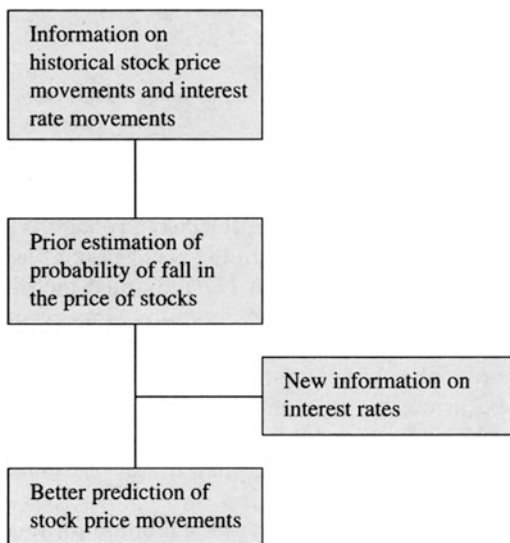 Information on
historical stock price
movements and interest
rate movements
Prior estimation of
probability of fall in
the price of stocks
New information on
interest rates
Better prediction of
stock price movements